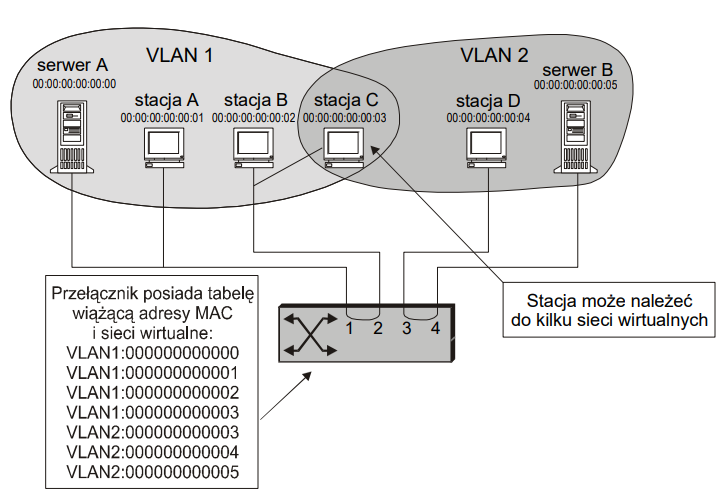 VLAN 1
VLAN 2
serwer A
00:00:00:00:00:00
stacja A
00:00:00:00:00:01
stacja B
00:00:00:00:00:02
stacja C
00:00:00:00:00:03
stacja D
00:00:00:00:00:04
serwer B
00:00:00:00:00:05
Przełącznik posiada tabelę
wiążącą adresy MAC
i sieci wirtualne:
VLAN1:000000000000
VLAN1:000000000001
VLAN1:000000000002
VLAN1:000000000003
VLAN2:000000000003
VLAN2:000000000004
VLAN2:000000000005
1 2 3 4
Stacja może należeć
do kilku sieci wirtualnych